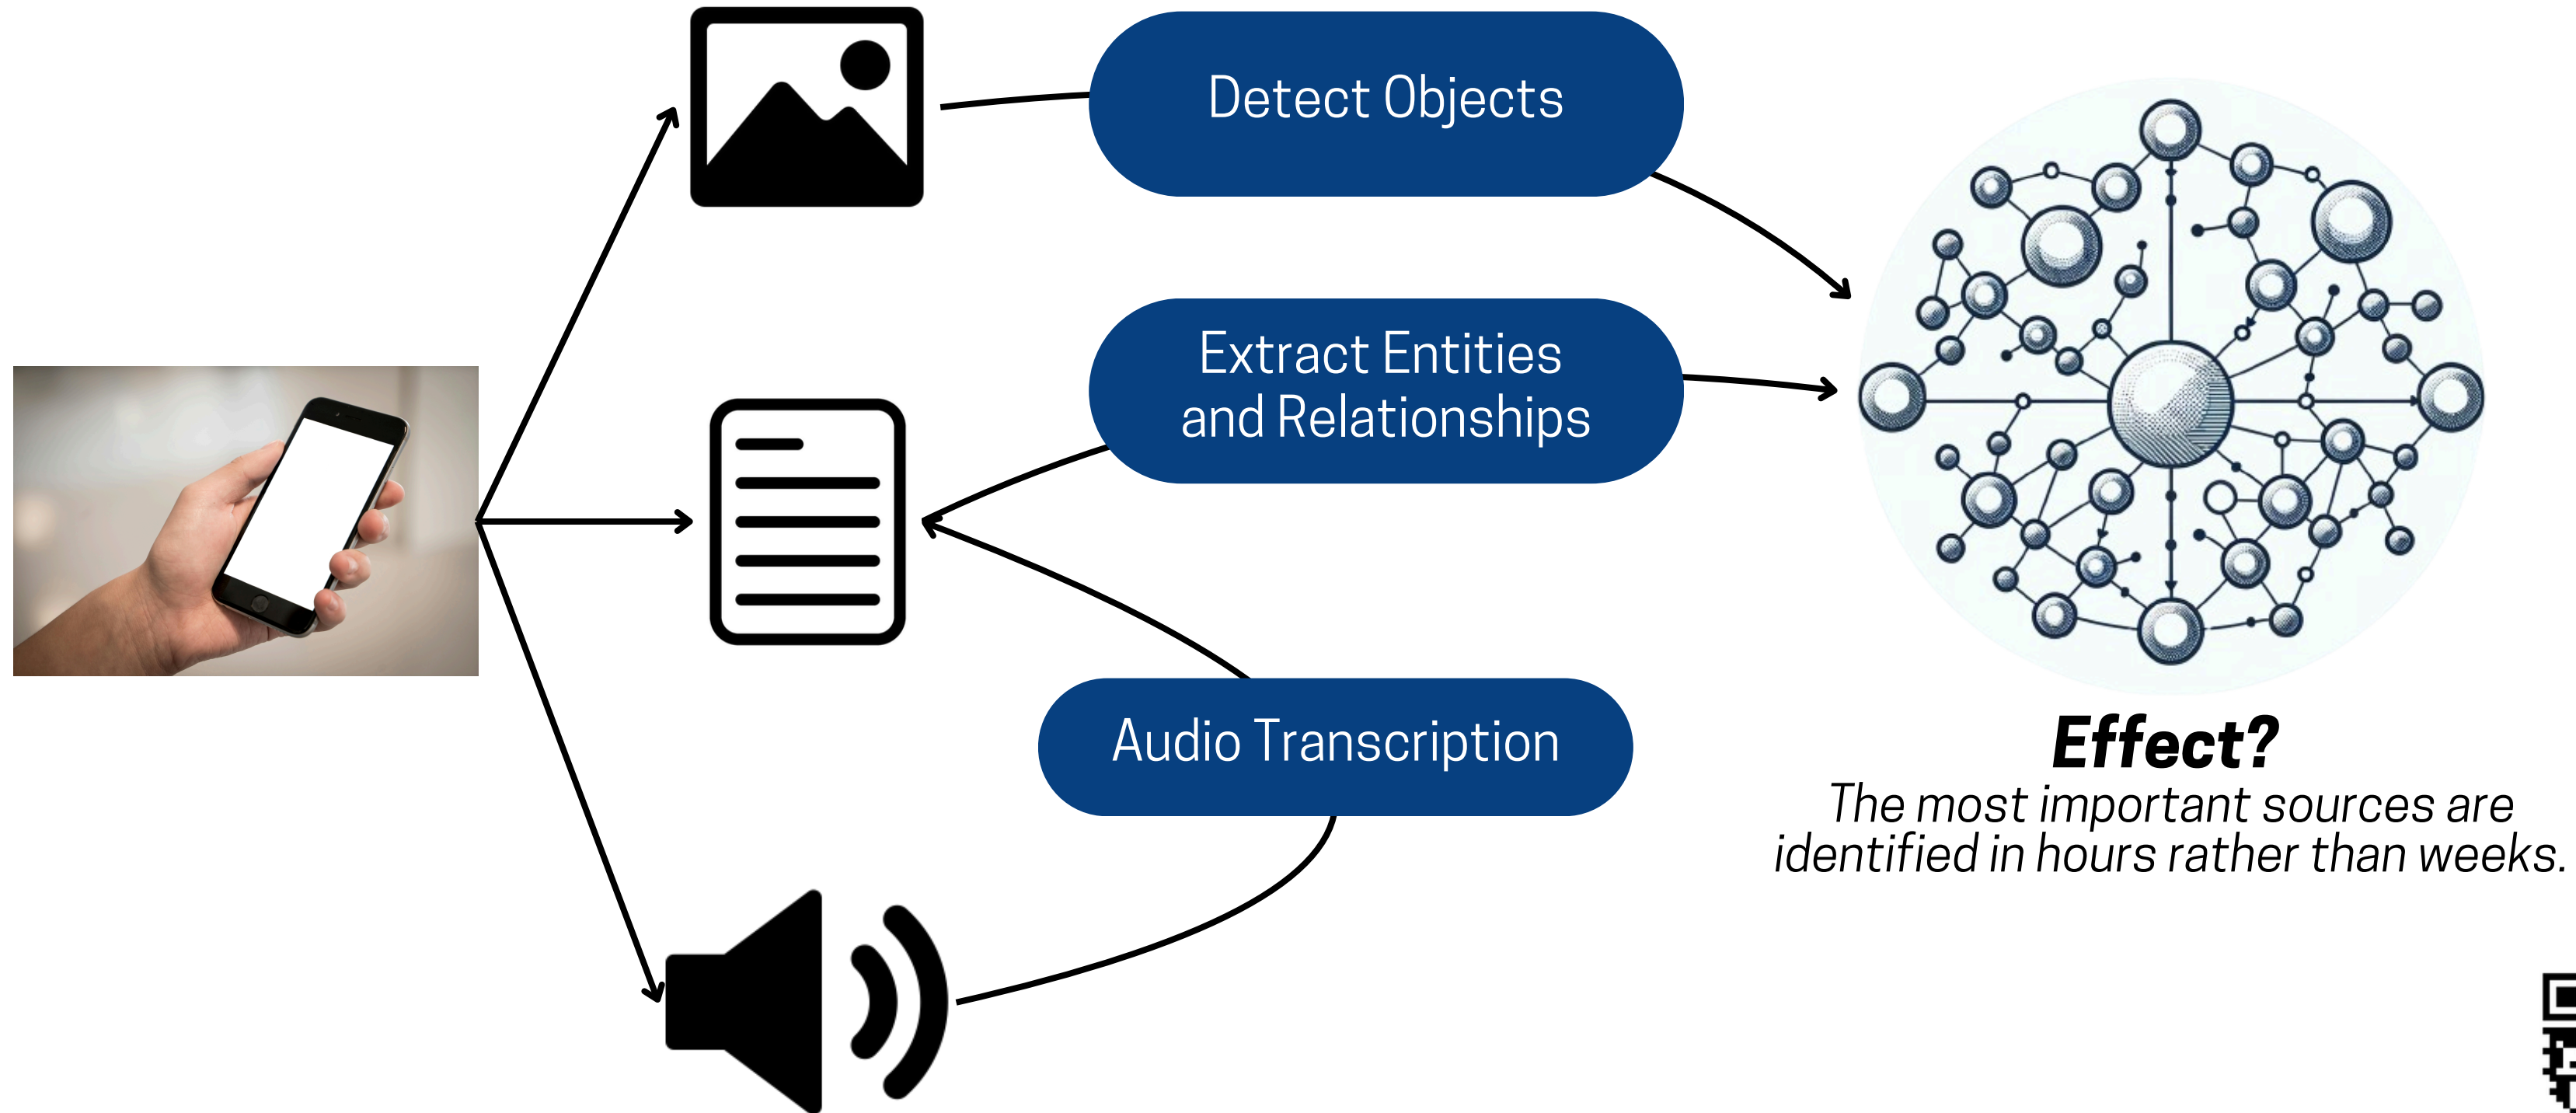 Detect Objects
Extract Entities
and Relationships
Audio Transcription
Effect?
The most important sources are
identified in hours rather than weeks.